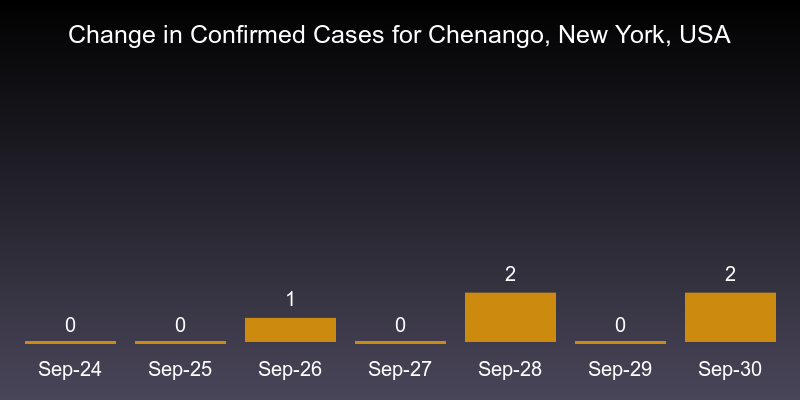 Change in Confirmed Cases for Chenango, New York, USA
0
0
1
0
2
0
2
Sep-24
Sep-25
Sep-26
Sep-27
Sep-28
Sep-29
Sep-30